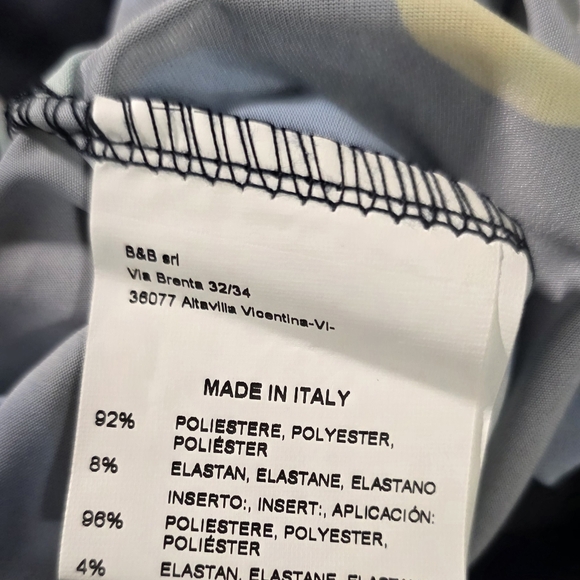 B&B srl
Via Brenta 32/34
36077 Altavilla Vicentina-VI-
MADE IN ITALY
92% POLIESTERE, POLYESTER,
POLIÉSTER
8% ELASTAN, ELASTANE, ELASTANO
INSERTO:, INSERT:, APLICACIÓN:
96% POLIESTERE, POLYESTER,
POLIÉSTER
4% ELASTAN, ELASTANE, ELASTANO